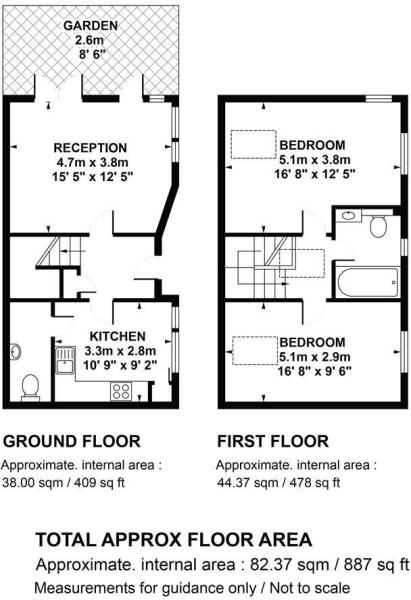 GARDEN
2.6m
8' 6"
RECEPTION
4.7m x 3.8m
15' 5" x 12' 5"
KITCHEN
3.3m x 2.8m
10' 9" x 9' 2"
BEDROOM
5.1m x 3.8m
16' 8" x 12' 5"
BEDROOM
5.1m x 2.9m
16' 8" x 9' 6"
GROUND FLOOR
Approximate. internal area :
38.00 sqm / 409 sq ft
FIRST FLOOR
Approximate. internal area :
44.37 sqm / 478 sq ft
TOTAL APPROX FLOOR AREA
Approximate. internal area : 82.37 sqm / 887 sq ft
Measurements for guidance only / Not to scale